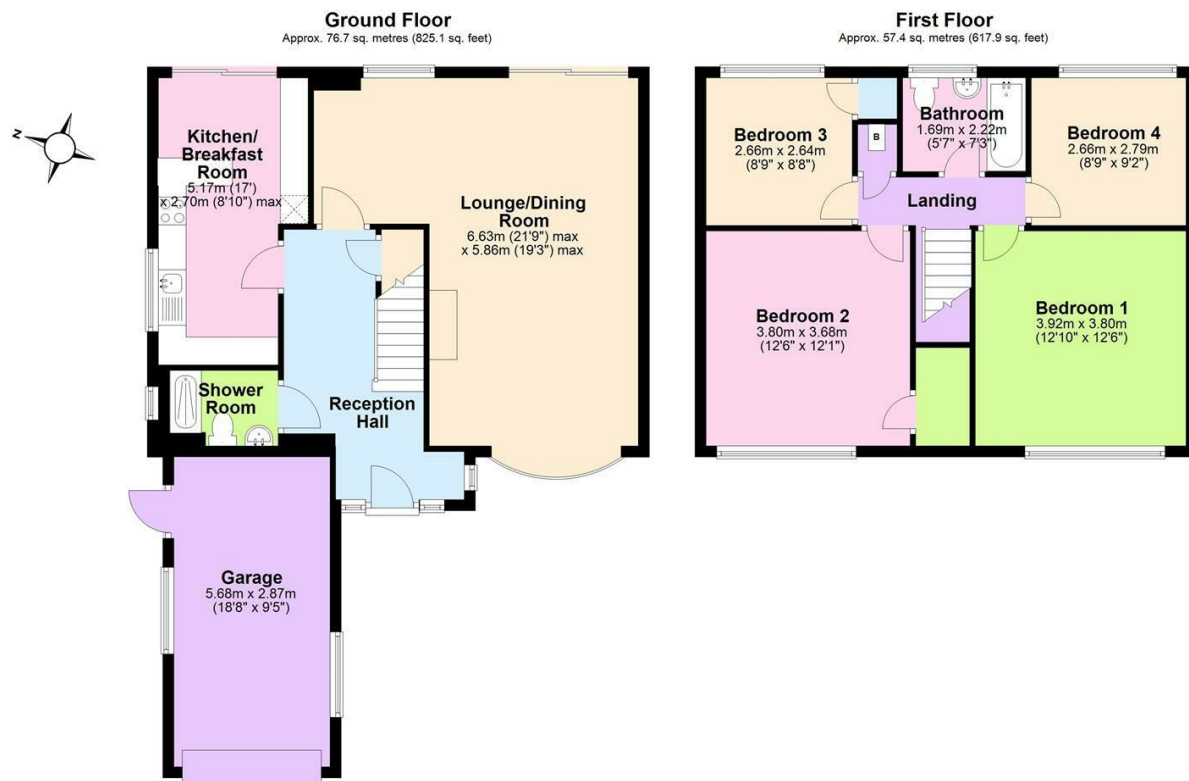 Ground Floor
Approx. 76.7 sq. metres (825.1 sq. feet)
N
Kitchen/
Breakfast
Room
5.17m (17')
x 2.70m (8'10") max
Lounge/Dining
Room
6.63m (21'9") max
x 5.86m (19'3") max
Shower
Room
Reception
Hall
Garage
5.68m x 2.87m
(18'8" x 9'5")
First Floor
Approx. 57.4 sq. metres (617.9 sq. feet)
Bedroom 3
2.66m x 2.64m
(8'9" x 8'8")
B
Bathroom
1.69m x 2.22m
(5'7" x 7'3")
Bedroom 4
2.66m x 2.79m
(8'9" x 9'2")
Landing
Bedroom 2
3.80m x 3.68m
(12'6" x 12'1")
Bedroom 1
3.92m x 3.80m
(12'10" x 12'6")